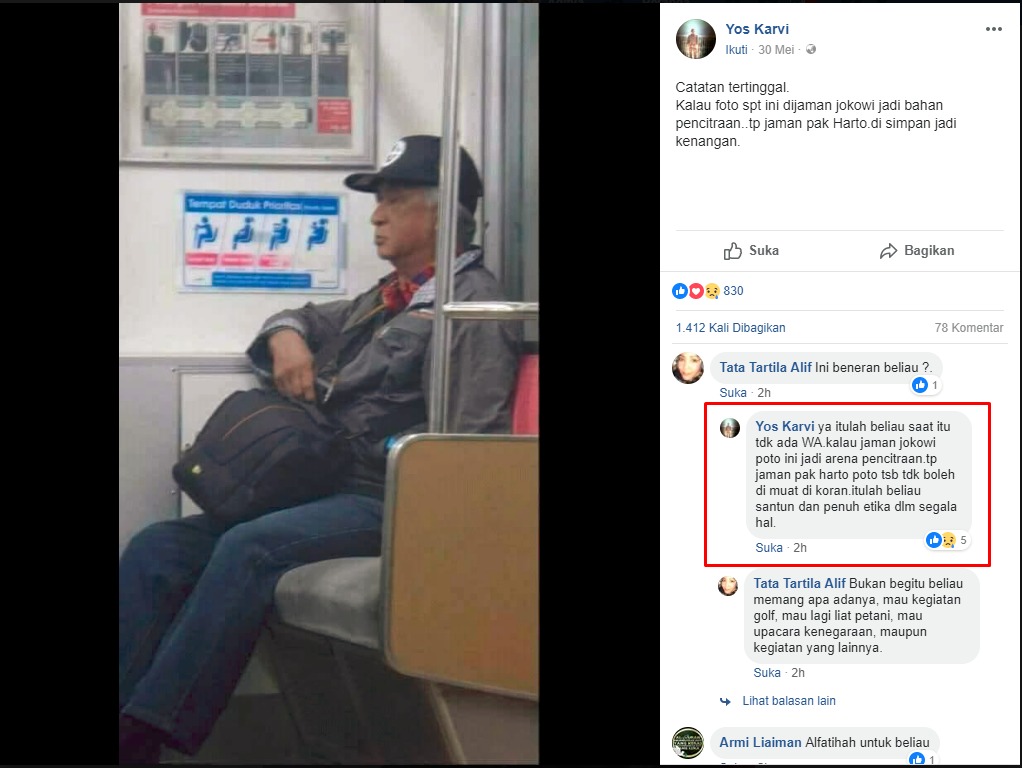 Tempat Duduk Prioritas
Yos Karvi
Ikuti · 30 Mei ·
Catatan tertinggal.
Kalau foto spt ini dijaman jokowi jadi bahan
pencitraan..tp jaman pak Harto.di simpan jadi
kenangan.
Suka
Bagikan
830
1.412 Kali Dibagikan
78 Komentar
Tata Tartila Alif Ini beneran beliau ?.
1
Suka · 2h
Yos Karvi ya itulah beliau saat itu
tdk ada WA.kalau jaman jokowi
poto ini jadi arena pencitraan.tp
jaman pak harto poto tsb tdk boleh
di muat di koran.itulah beliau
santun dan penuh etika dlm segala
hal.
5
Suka · 2h
Tata Tartila Alif Bukan begitu beliau
memang apa adanya, mau kegiatan
golf, mau lagi liat petani, mau
upacara kenegaraan, maupun
kegiatan yang lainnya.
Suka · 2h
Lihat balasan lain
Armi Liaiman Alfatihah untuk beliau
1